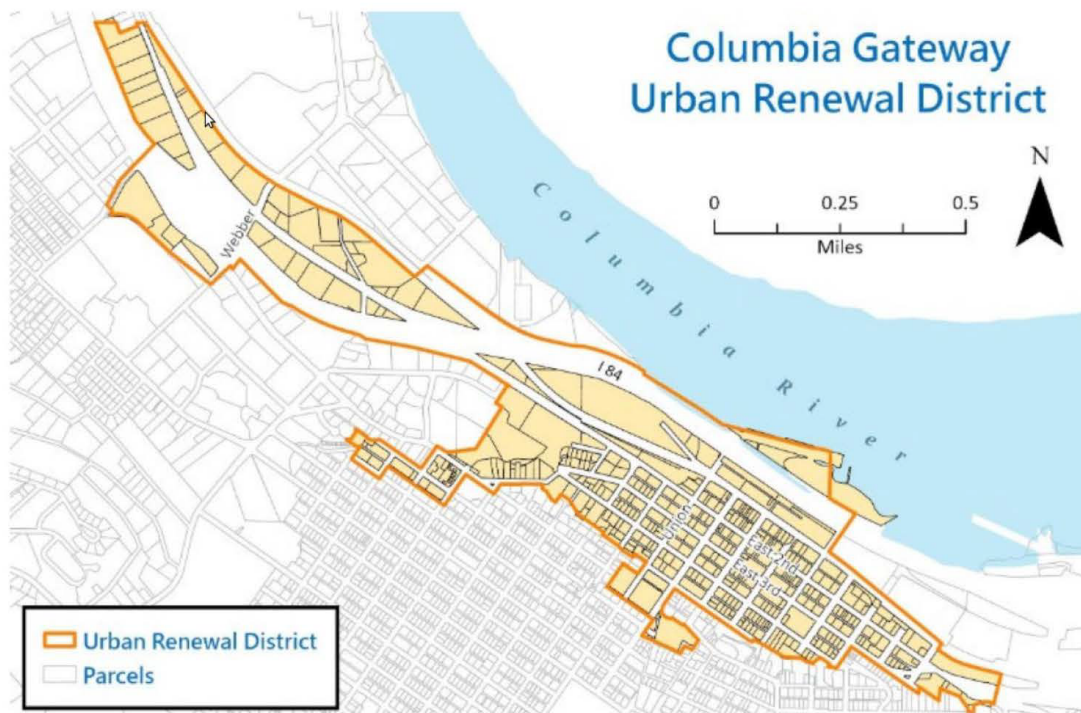 Columbia Gateway
Urban Renewal District
N
0 0.25 0.5
Miles
Columbia River
Webber
I 84
Union
East 2nd
East 3rd
Urban Renewal District
Parcels